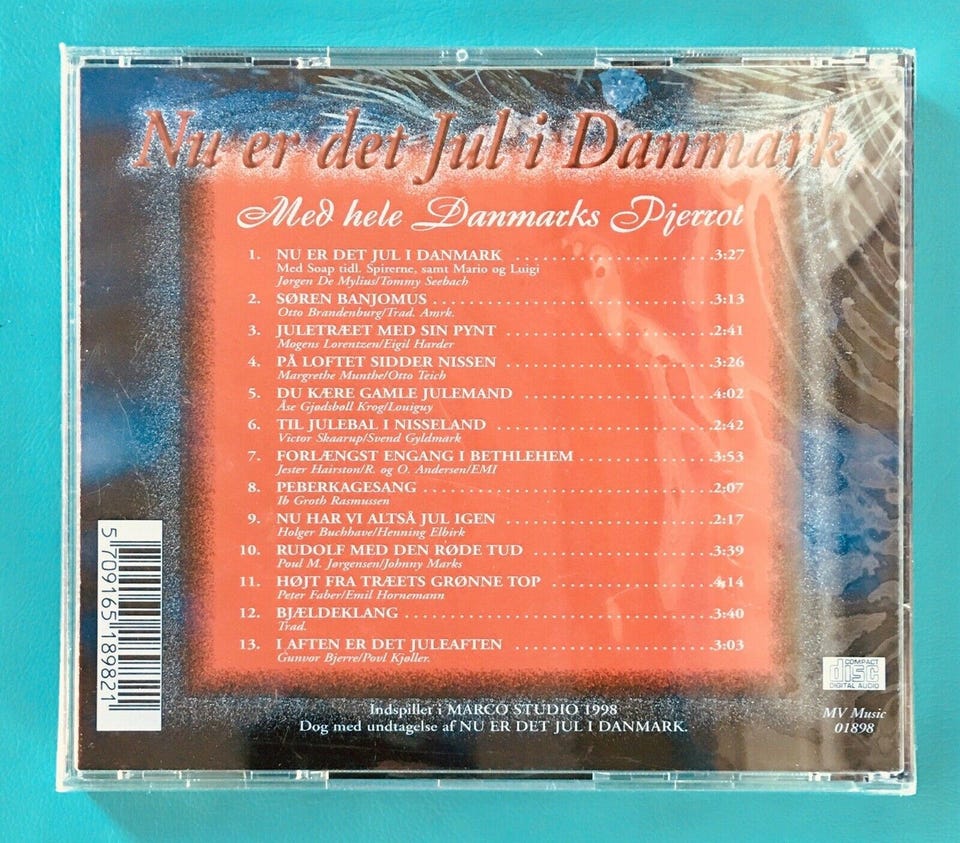 Nu er det Jul i Danmark
Med hele Danmarks Pjerrot
1. NU ER DET JUL I DANMARK ........................3:27
Med Soap tidl. Spirerne, samt Mario og Luigi
Jørgen De Mylius/Tommy Seebach
2. SØREN BANJOMUS ........................3:13
Otto Brandenburg/Trad. Amrk.
3. JULETRÆET MED SIN PYNT ........................2:41
Mogens Lorentzen/Eigil Harder
4. PÅ LOFTET SIDDER NISSEN ........................3:26
Margrethe Munthe/Otto Teich
5. DU KÆRE GAMLE JULEMAND ........................4:02
Åse Gjødsbøll Krog/Louiguy
6. TIL JULEBAL I NISSELAND ........................2:42
Victor Skaarup/Svend Gyldmark
7. FORLÆNGST ENGANG I BETHLEHEM ........................3:53
Jester Hairston/R. og O. Andersen/EMI
8. PEBERKAGESANG ........................2:07
Ib Groth Rasmussen
9. NU HAR VI ALTSÅ JUL IGEN ........................2:17
Holger Buchhave/Henning Elbirk
10. RUDOLF MED DEN RØDE TUD ........................3:39
Poul M. Jørgensen/Johnny Marks
11. HØJT FRA TRÆETS GRØNNE TOP ........................4:14
Peter Faber/Emil Hornemann
12. BJÆLDEKLANG ........................3:40
Trad.
13. I AFTEN ER DET JULEAFTEN ........................3:03
Gunvor Bjerre/Povl Kjøller.
5 709165 189821
Indspillet i MARCO STUDIO 1998
Dog med undtagelse af NU ER DET JUL I DANMARK.
COMPACT
disc
DIGITAL AUDIO
MV Music
01898